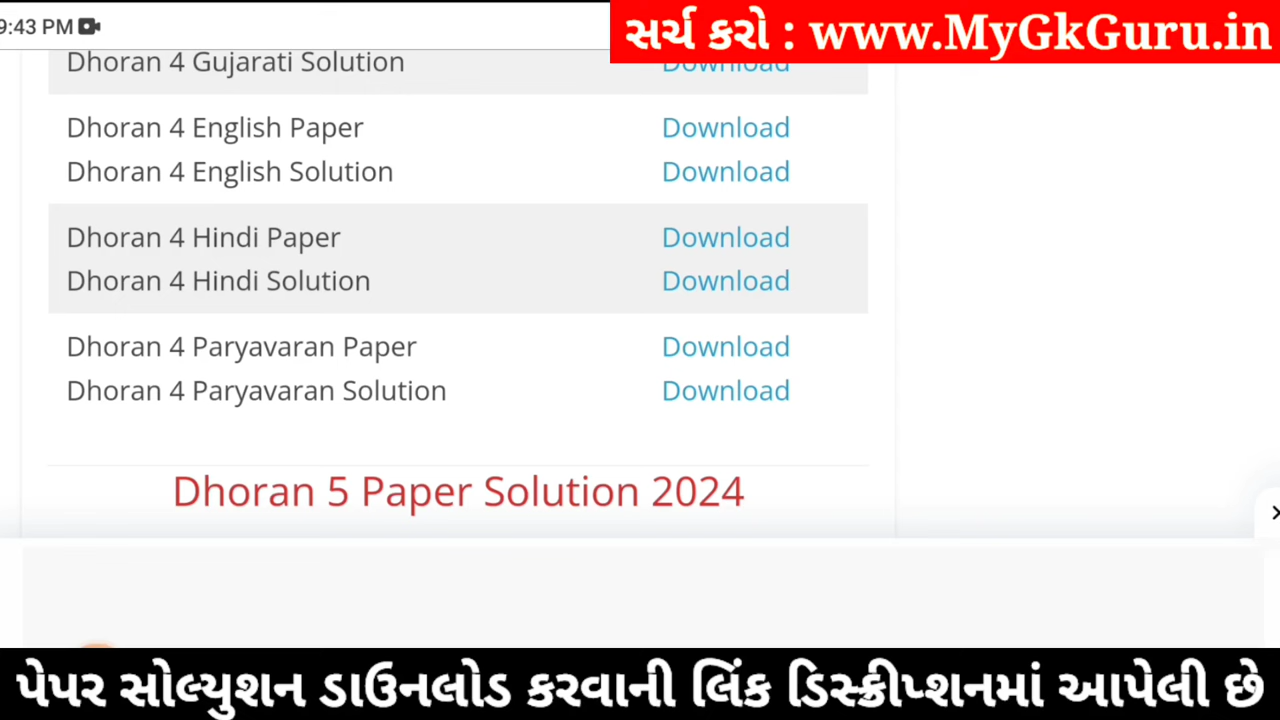 9:43 PM
સર્ચ કરો : www.MyGkGuru.in
Dhoran 4 Gujarati Solution Download
Dhoran 4 English Paper Download
Dhoran 4 English Solution Download
Dhoran 4 Hindi Paper Download
Dhoran 4 Hindi Solution Download
Dhoran 4 Paryavaran Paper Download
Dhoran 4 Paryavaran Solution Download
Dhoran 5 Paper Solution 2024
પેપર સોલ્યુશન ડાઉનલોડ કરવાની લિંક ડિસ્ક્રીપ્શનમાં આપેલી છે